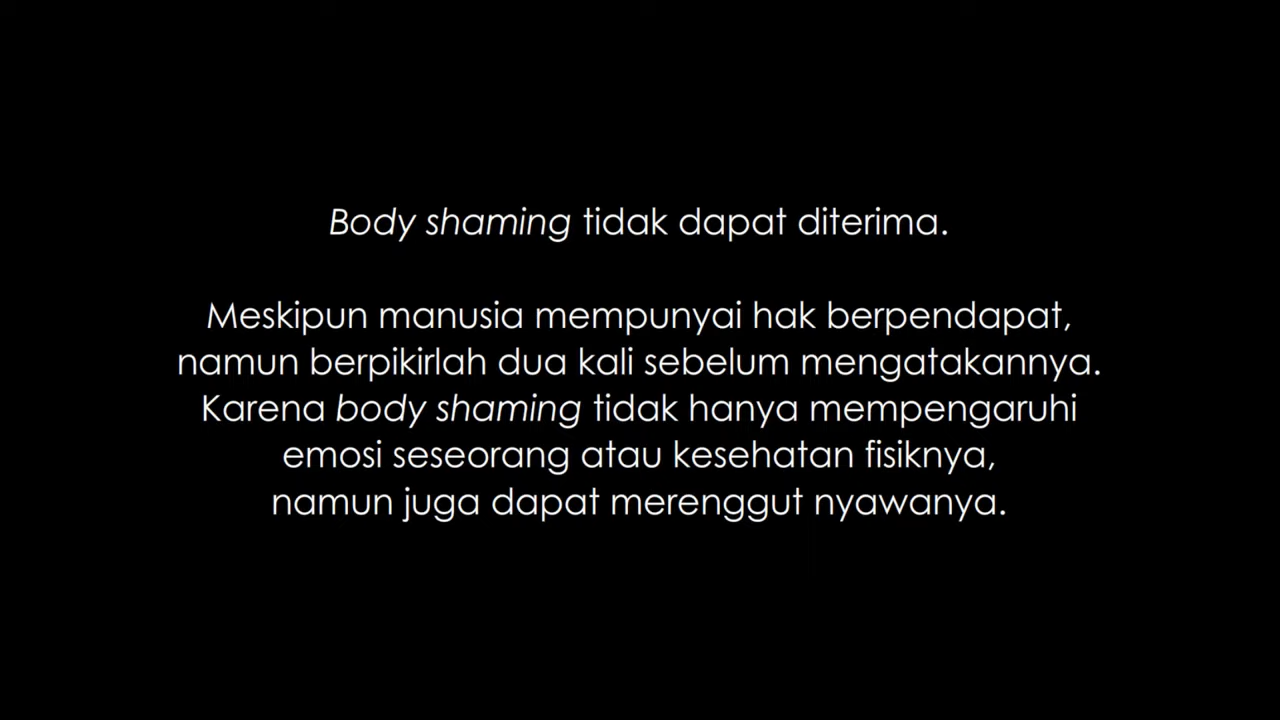 Body shaming tidak dapat diterima.
Meskipun manusia mempunyai hak berpendapat,
namun berpikirlah dua kali sebelum mengatakannya.
Karena body shaming tidak hanya mempengaruhi
emosi seseorang atau kesehatan fisiknya,
namun juga dapat merenggut nyawanya.